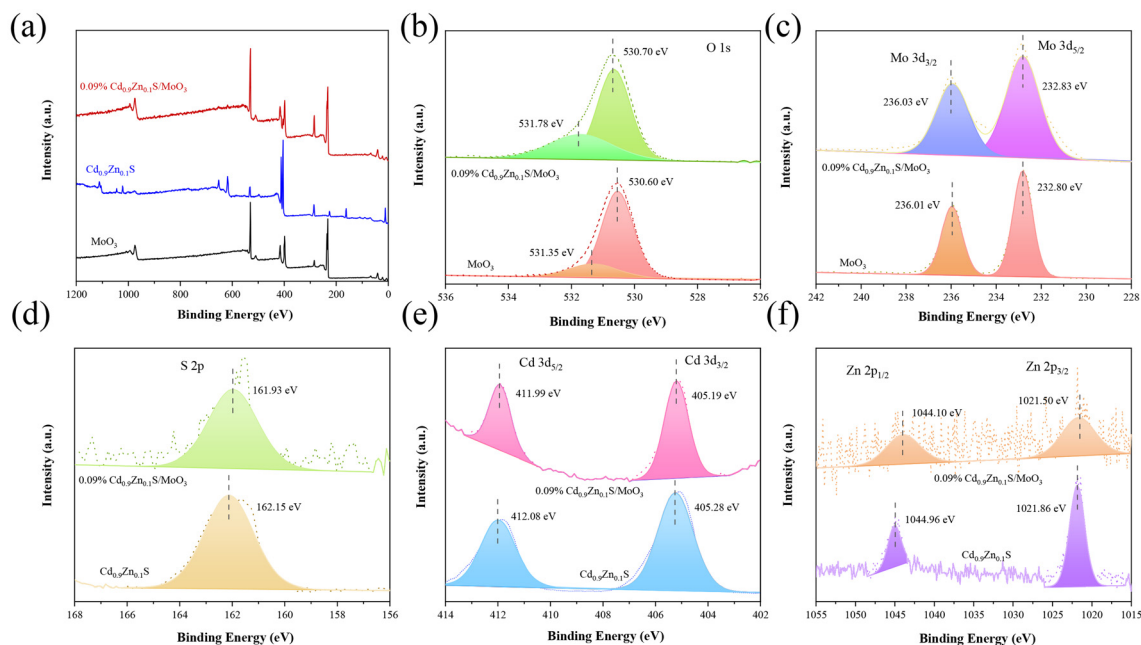 (a)
0.09% Cd0.9Zn0.1S/MoO3
Cd0.9Zn0.1S
MoO3
Intensity (a.u.)
1200 1000 800 600 400 200 0
Binding Energy (eV)
(b)
O 1s
530.70 eV
531.78 eV
0.09% Cd0.9Zn0.1S/MoO3
530.60 eV
531.35 eV
MoO3
Intensity (a.u.)
536 534 532 530 528 526
Binding Energy (eV)
(c)
Mo 3d3/2
Mo 3d5/2
236.03 eV
232.83 eV
0.09% Cd0.9Zn0.1S/MoO3
236.01 eV
232.80 eV
MoO3
Intensity (a.u.)
242 240 238 236 234 232 230 228
Binding Energy (eV)
(d)
S 2p
161.93 eV
0.09% Cd0.9Zn0.1S/MoO3
162.15 eV
Cd0.9Zn0.1S
Intensity (a.u.)
168 166 164 162 160 158 156
Binding Energy (eV)
(e)
Cd 3d5/2
Cd 3d3/2
411.99 eV
405.19 eV
0.09% Cd0.9Zn0.1S/MoO3
412.08 eV
405.28 eV
Cd0.9Zn0.1S
Intensity (a.u.)
414 412 410 408 406 404 402
Binding Energy (eV)
(f)
Zn 2p1/2
Zn 2p3/2
1044.10 eV
1021.50 eV
0.09% Cd0.9Zn0.1S/MoO3
1044.96 eV
1021.86 eV
Cd0.9Zn0.1S
Intensity (a.u.)
1055 1050 1045 1040 1035 1030 1025 1020 1015
Binding Energy (eV)